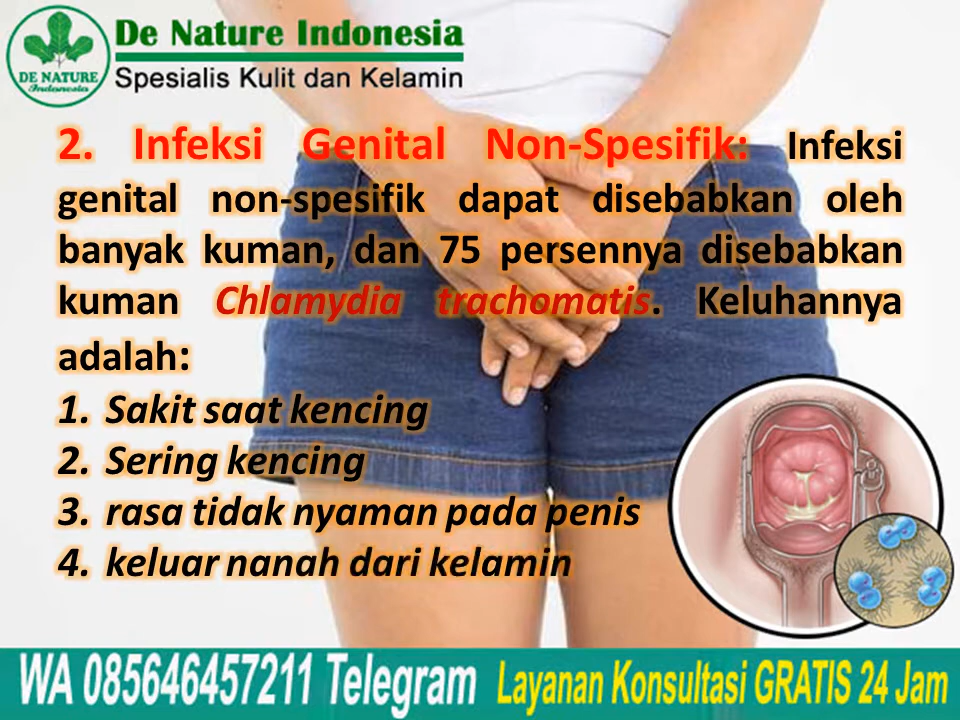 De Nature Indonesia
DE NATURE
Indonesia
Spesialis Kulit dan Kelamin
2. Infeksi Genital Non-Spesifik: Infeksi
genital non-spesifik dapat disebabkan oleh
banyak kuman, dan 75 persennya disebabkan
kuman Chlamydia trachomatis. Keluhannya
adalah:
1. Sakit saat kencing
2. Sering kencing
3. rasa tidak nyaman pada penis
4. keluar nanah dari kelamin
WA 085646457211 Telegram Layanan Konsultasi GRATIS 24 Jam